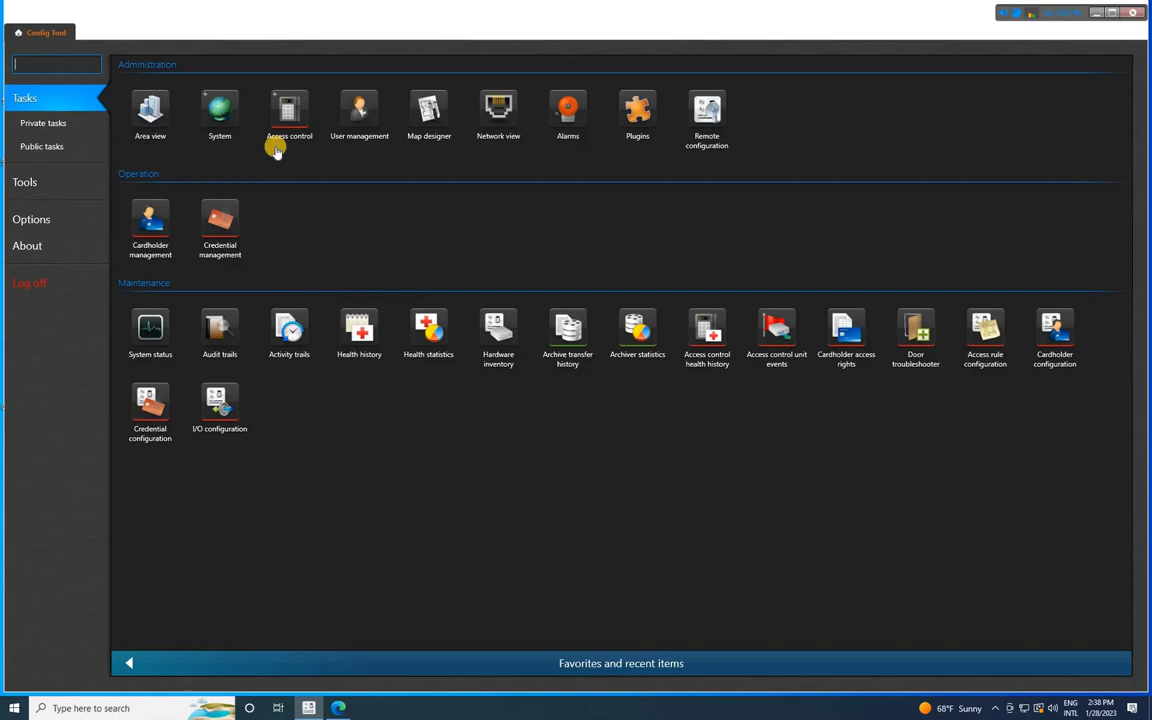 Config Tool
Tasks
Private tasks
Public tasks
Tools
Options
About
Log off
Administration
Area view
System
Access control
User management
Map designer
Network view
Alarms
Plugins
Remote
configuration
Operation
Cardholder
management
Credential
management
Maintenance
System status
Audit trails
Activity trails
Health history
Health statistics
Hardware
inventory
Archive transfer
history
Archiver statistics
Access control
health history
Access control unit
events
Cardholder access
rights
Door
troubleshooter
Access rule
configuration
Cardholder
configuration
Credential
configuration
I/O configuration
Favorites and recent items
Type here to search
68°F Sunny
ENG
INTL
2:38 PM
1/28/2023